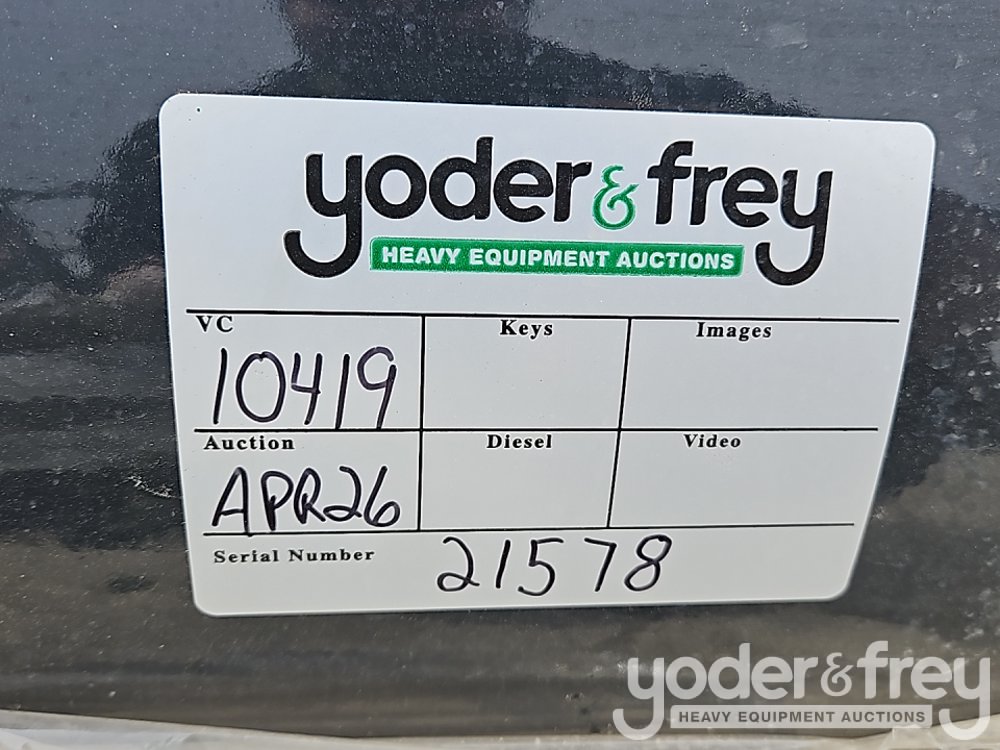 yoder & frey
HEAVY EQUIPMENT AUCTIONS
VC Keys Images
10419
Auction Diesel Video
APR26
Serial Number 21578
yoder & frey
HEAVY EQUIPMENT AUCTIONS